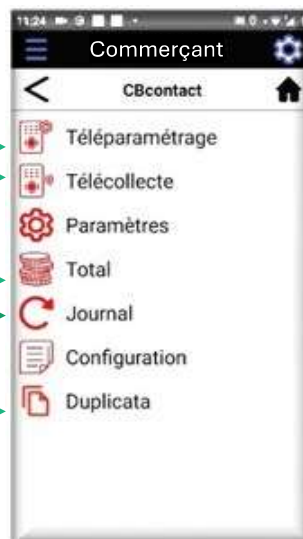 11:24
Commerçant
CBcontact
Téléparamétrage
Télécollecte
Paramètres
Total
Journal
Configuration
Duplicata